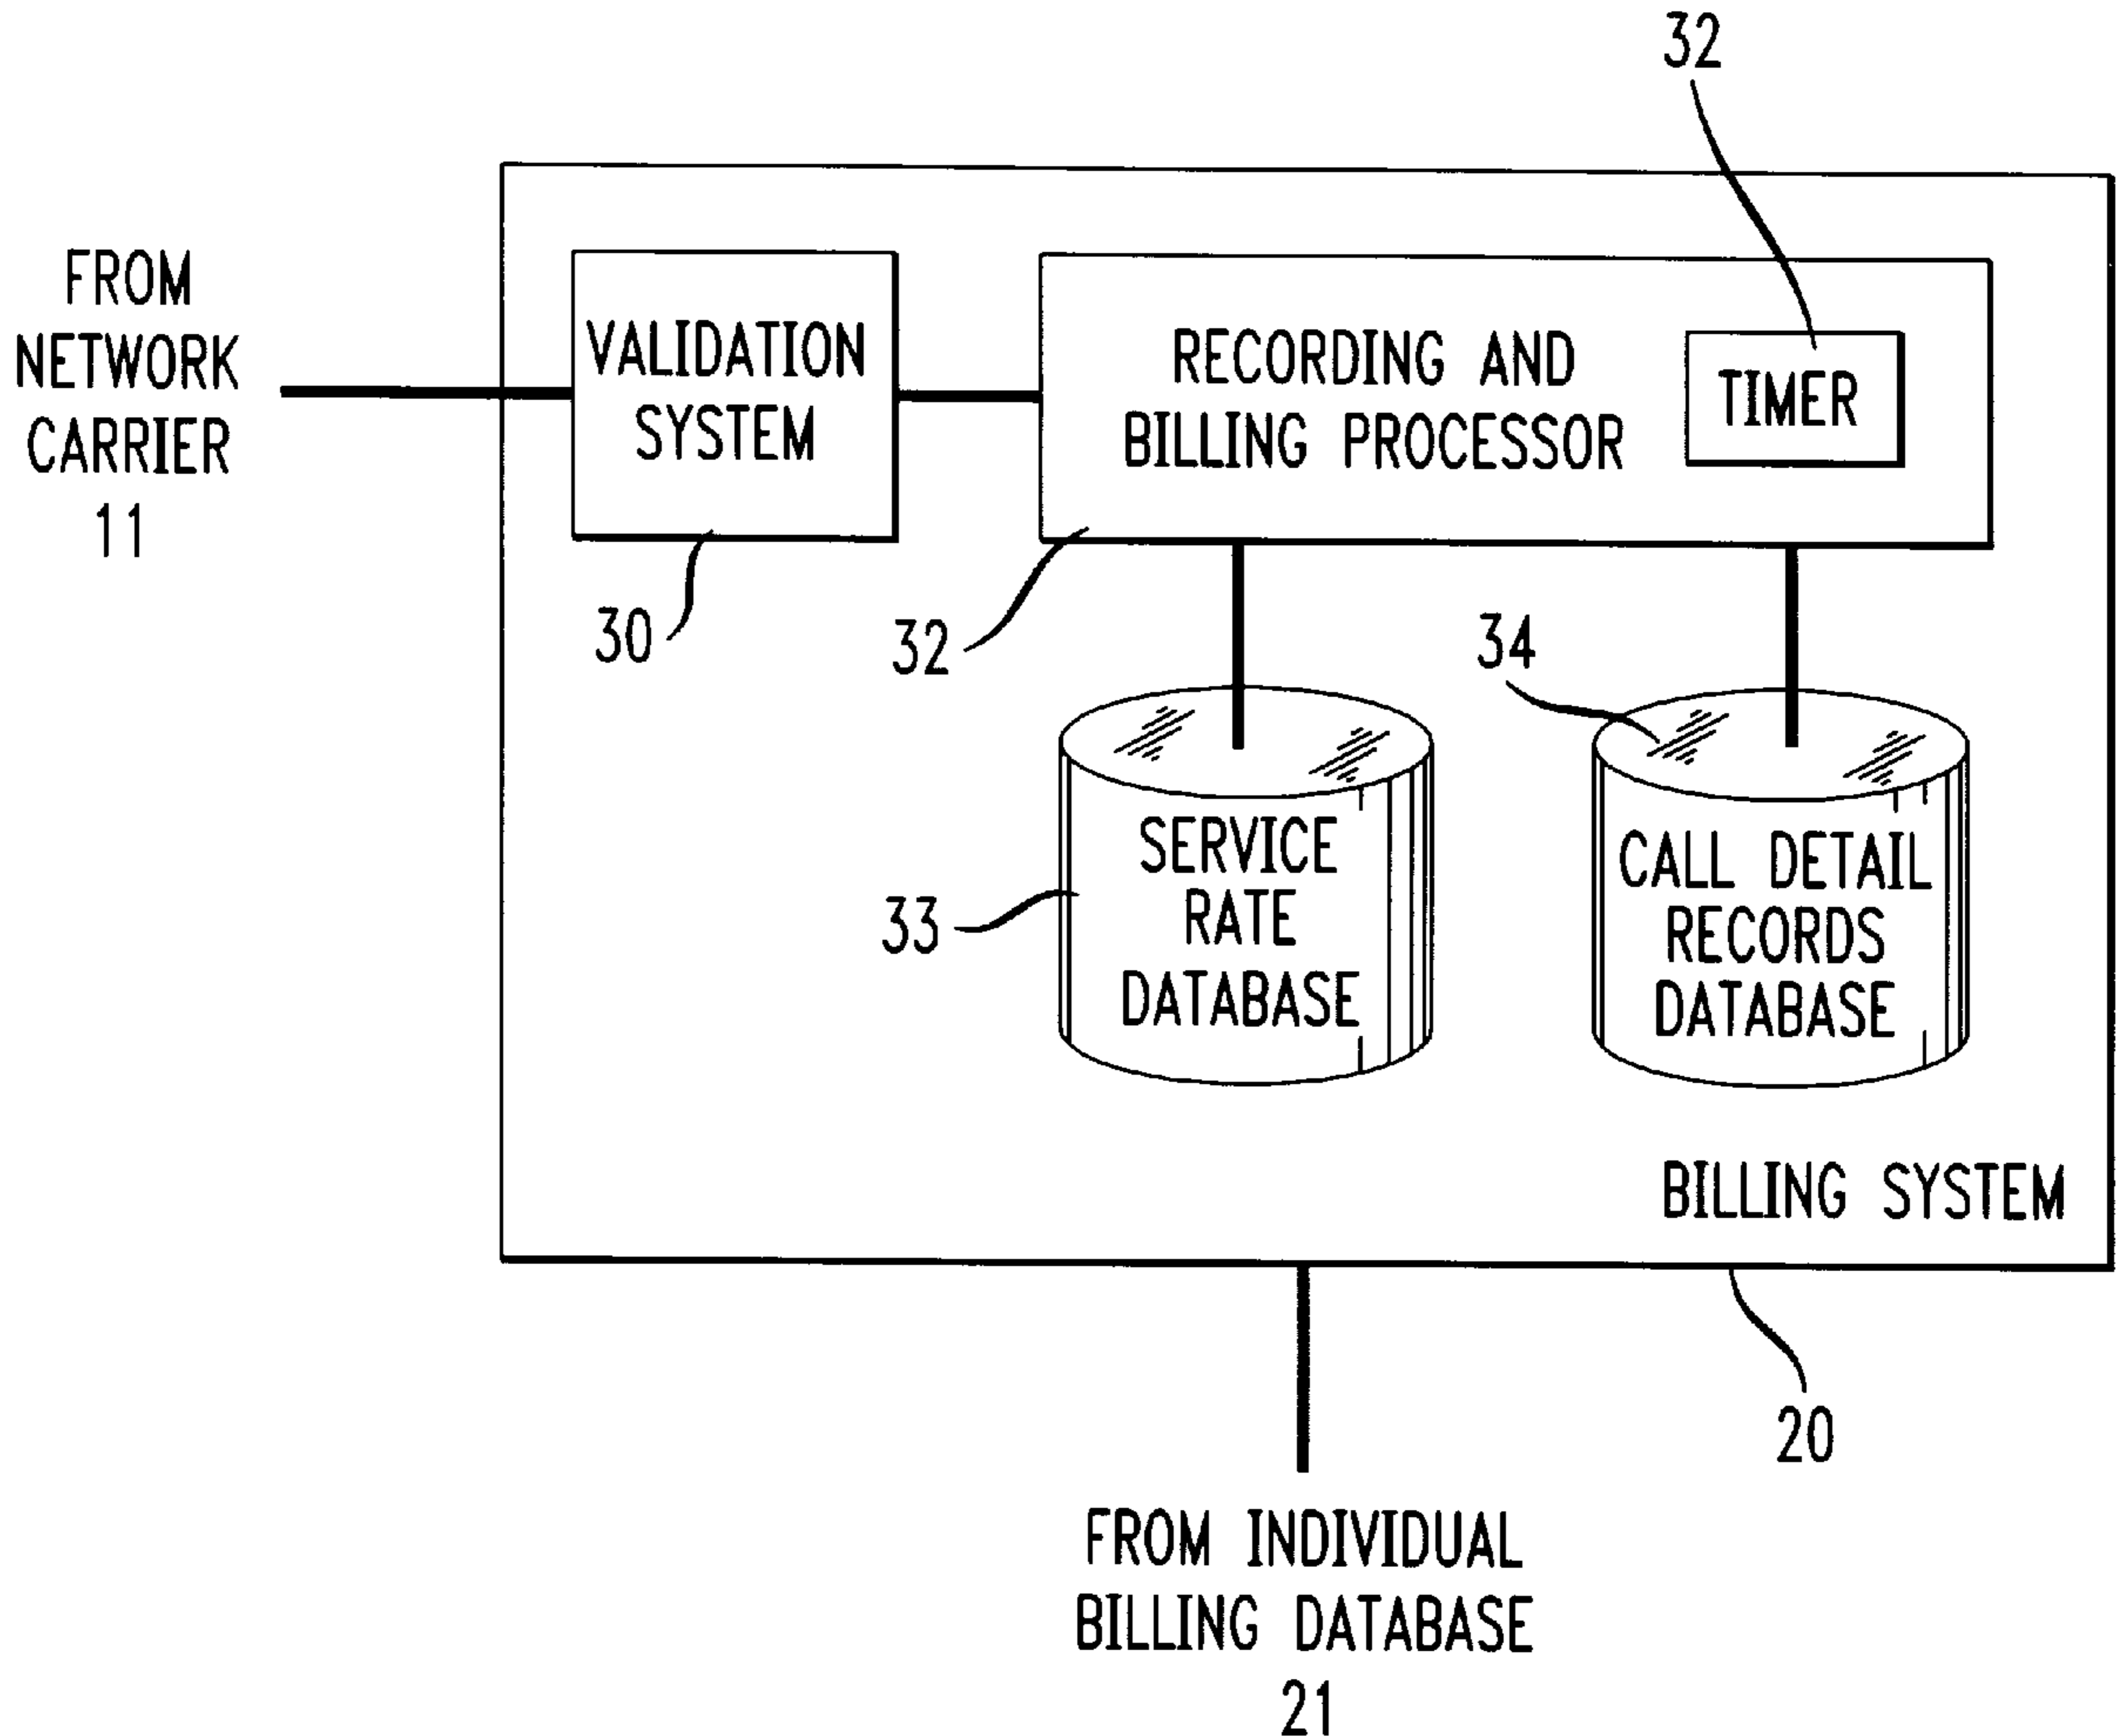 32
FROM
NETWORK
CARRIER
11
VALIDATION
SYSTEM
RECORDING AND
BILLING PROCESSOR
TIMER
30
32
34
SERVICE
RATE
DATABASE
33
CALL DETAIL
RECORDS
DATABASE
BILLING SYSTEM
20
FROM INDIVIDUAL
BILLING DATABASE
21